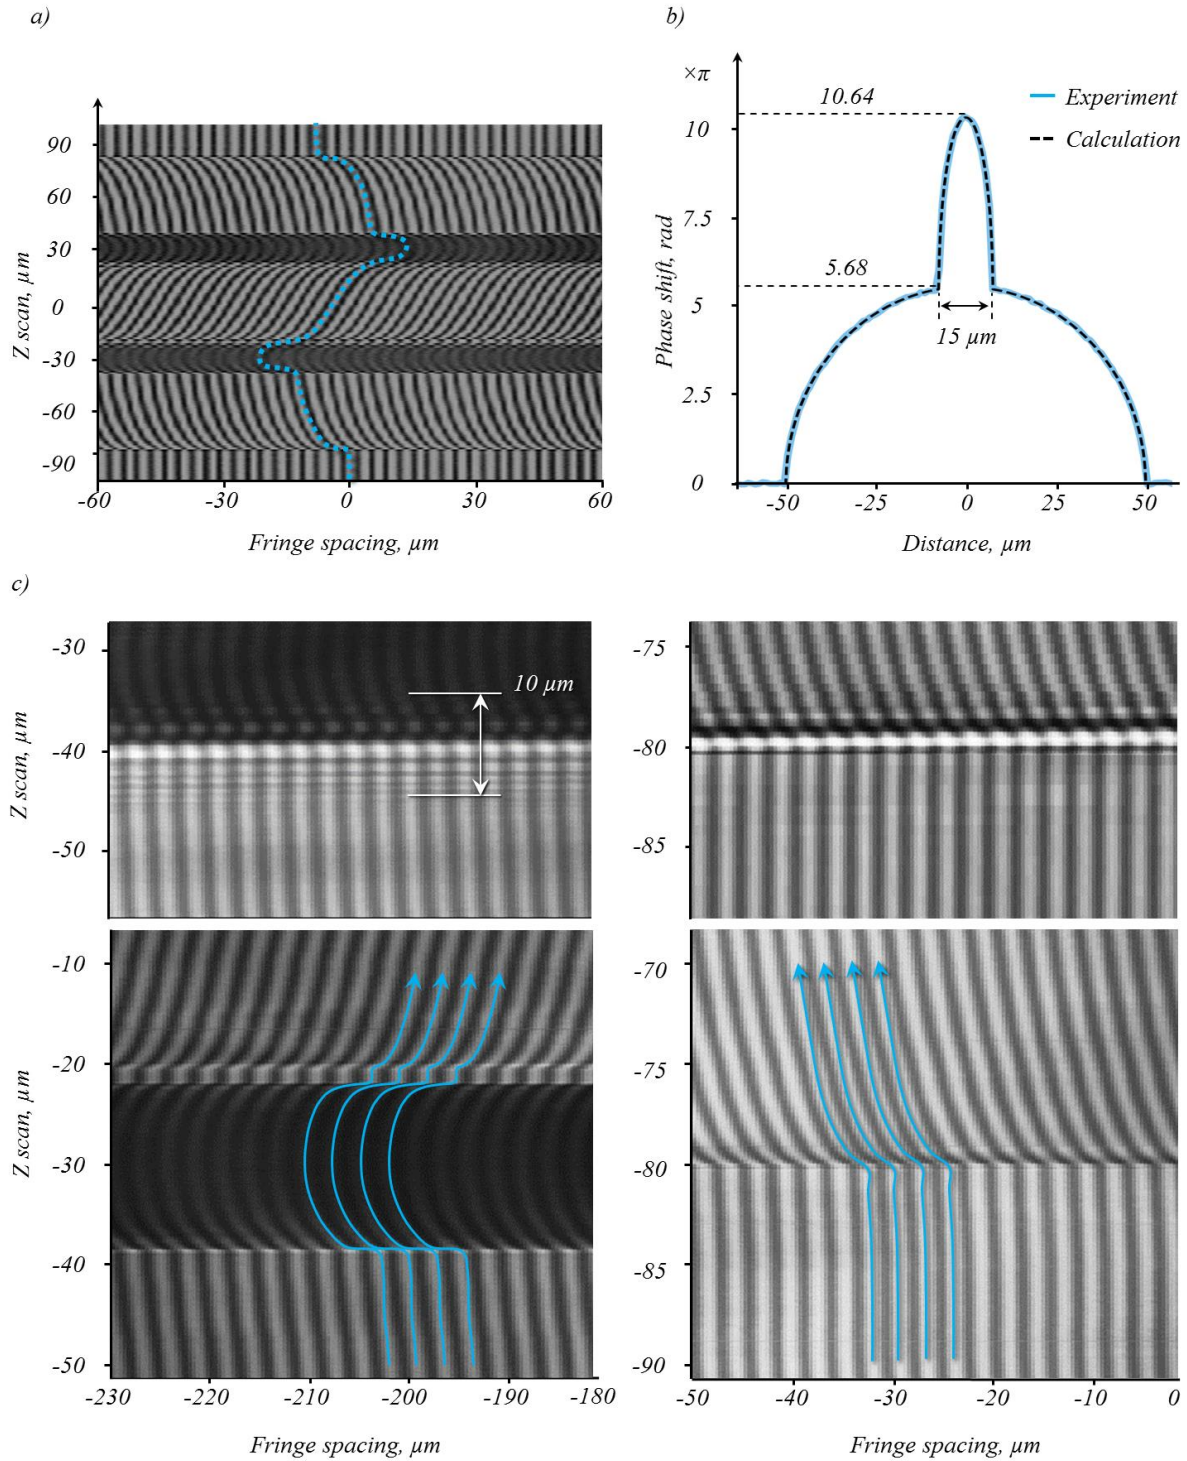 a)
90
60
30
0
-30
-60
-90
Z scan, µm
-60 -30 0 30 60
Fringe spacing, µm
b)
×π
10.64
10
7.5
5.68
5
2.5
0
Phase shift, rad
15 µm
Experiment
Calculation
-50 -25 0 25 50
Distance, µm
c)
-30
-40
-50
Z scan, µm
10 µm
-75
-80
-85
-10
-20
-30
-40
-50
Z scan, µm
-230 -220 -210 -200 -190 -180
Fringe spacing, µm
-70
-75
-80
-85
-90
-50 -40 -30 -20 -10 0
Fringe spacing, µm